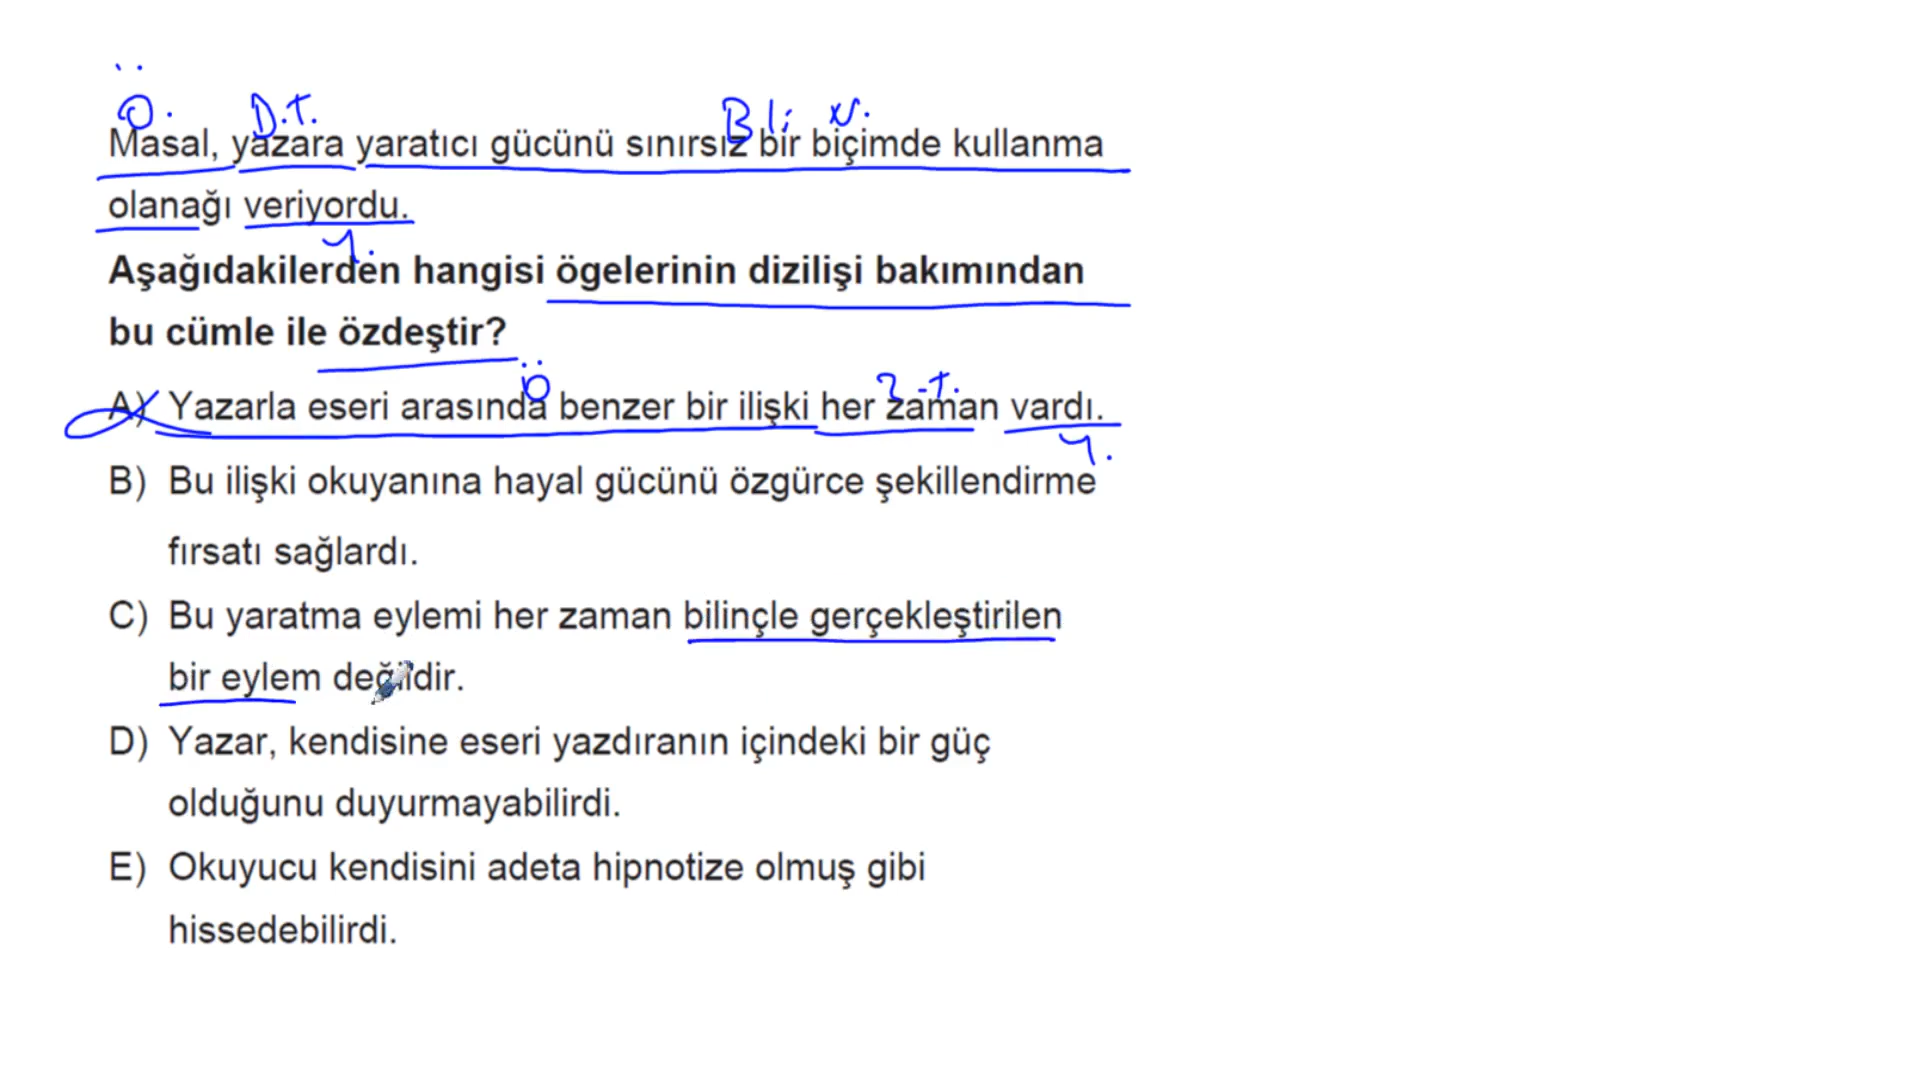 Ö. D.T. B li N.
Masal, yazara yaratıcı gücünü sınırsız bir biçimde kullanma
olanağı veriyordu.
Y.
Aşağıdakilerden hangisi ögelerinin dizilişi bakımından
bu cümle ile özdeştir?
Ö Z.T.
A) Yazarla eseri arasında benzer bir ilişki her zaman vardı.
Y.
B) Bu ilişki okuyanına hayal gücünü özgürce şekillendirme
fırsatı sağlardı.
C) Bu yaratma eylemi her zaman bilinçle gerçekleştirilen
bir eylem değildir.
D) Yazar, kendisine eseri yazdıranın içindeki bir güç
olduğunu duyurmayabilirdi.
E) Okuyucu kendisini adeta hipnotize olmuş gibi
hissedebilirdi.